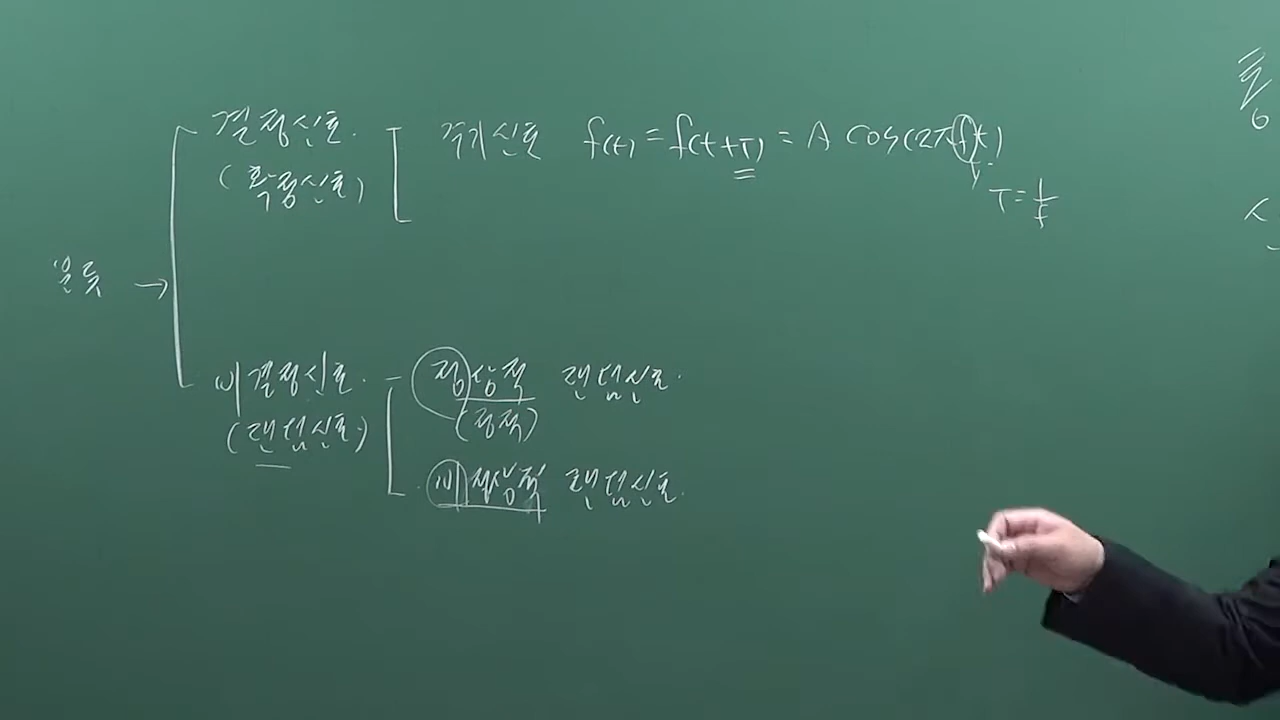 결정신호.
(확정신호)
주기신호 f(t) = f(t+T) = A cos(2πft)
T = 1/f
→
비결정신호.
(랜덤신호)
정상적 랜덤신호.
(정적)
비정상적 랜덤신호.
6